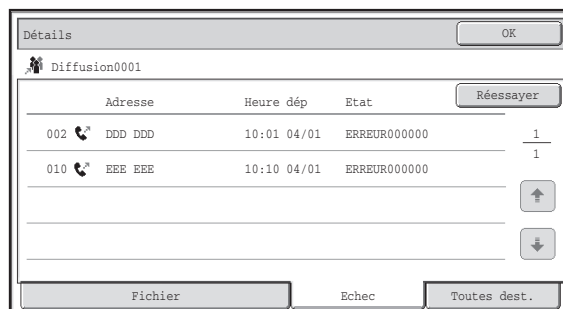 Détails OK
Diffusion0001
Adresse Heure dép Etat Réessayer
002 DDD DDD 10:01 04/01 ERREUR000000
1
1
010 EEE EEE 10:10 04/01 ERREUR000000
Fichier Echec Toutes dest.